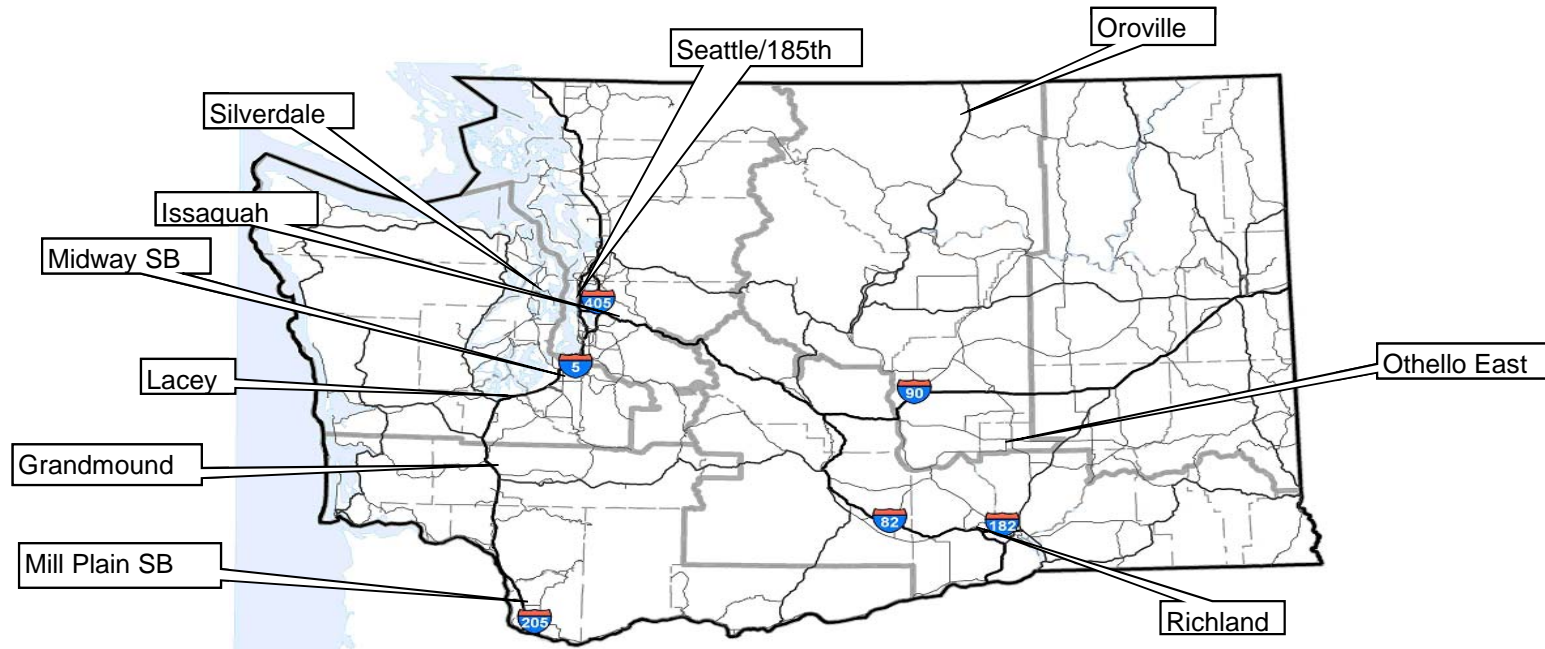 Oroville
Seattle/185th
Silverdale
Issaquah
Midway SB
405
5
Lacey
90
Othello East
Grandmound
82
182
Mill Plain SB
205
Richland